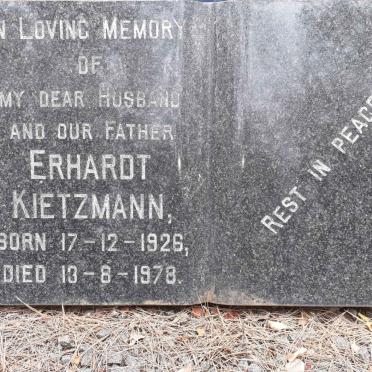 IN LOVING MEMORY
OF
MY DEAR HUSBAND
AND OUR FATHER
ERHARDT
KIETZMANN,
BORN 17-12-1926,
DIED 13-8-1978.
REST IN PEACE